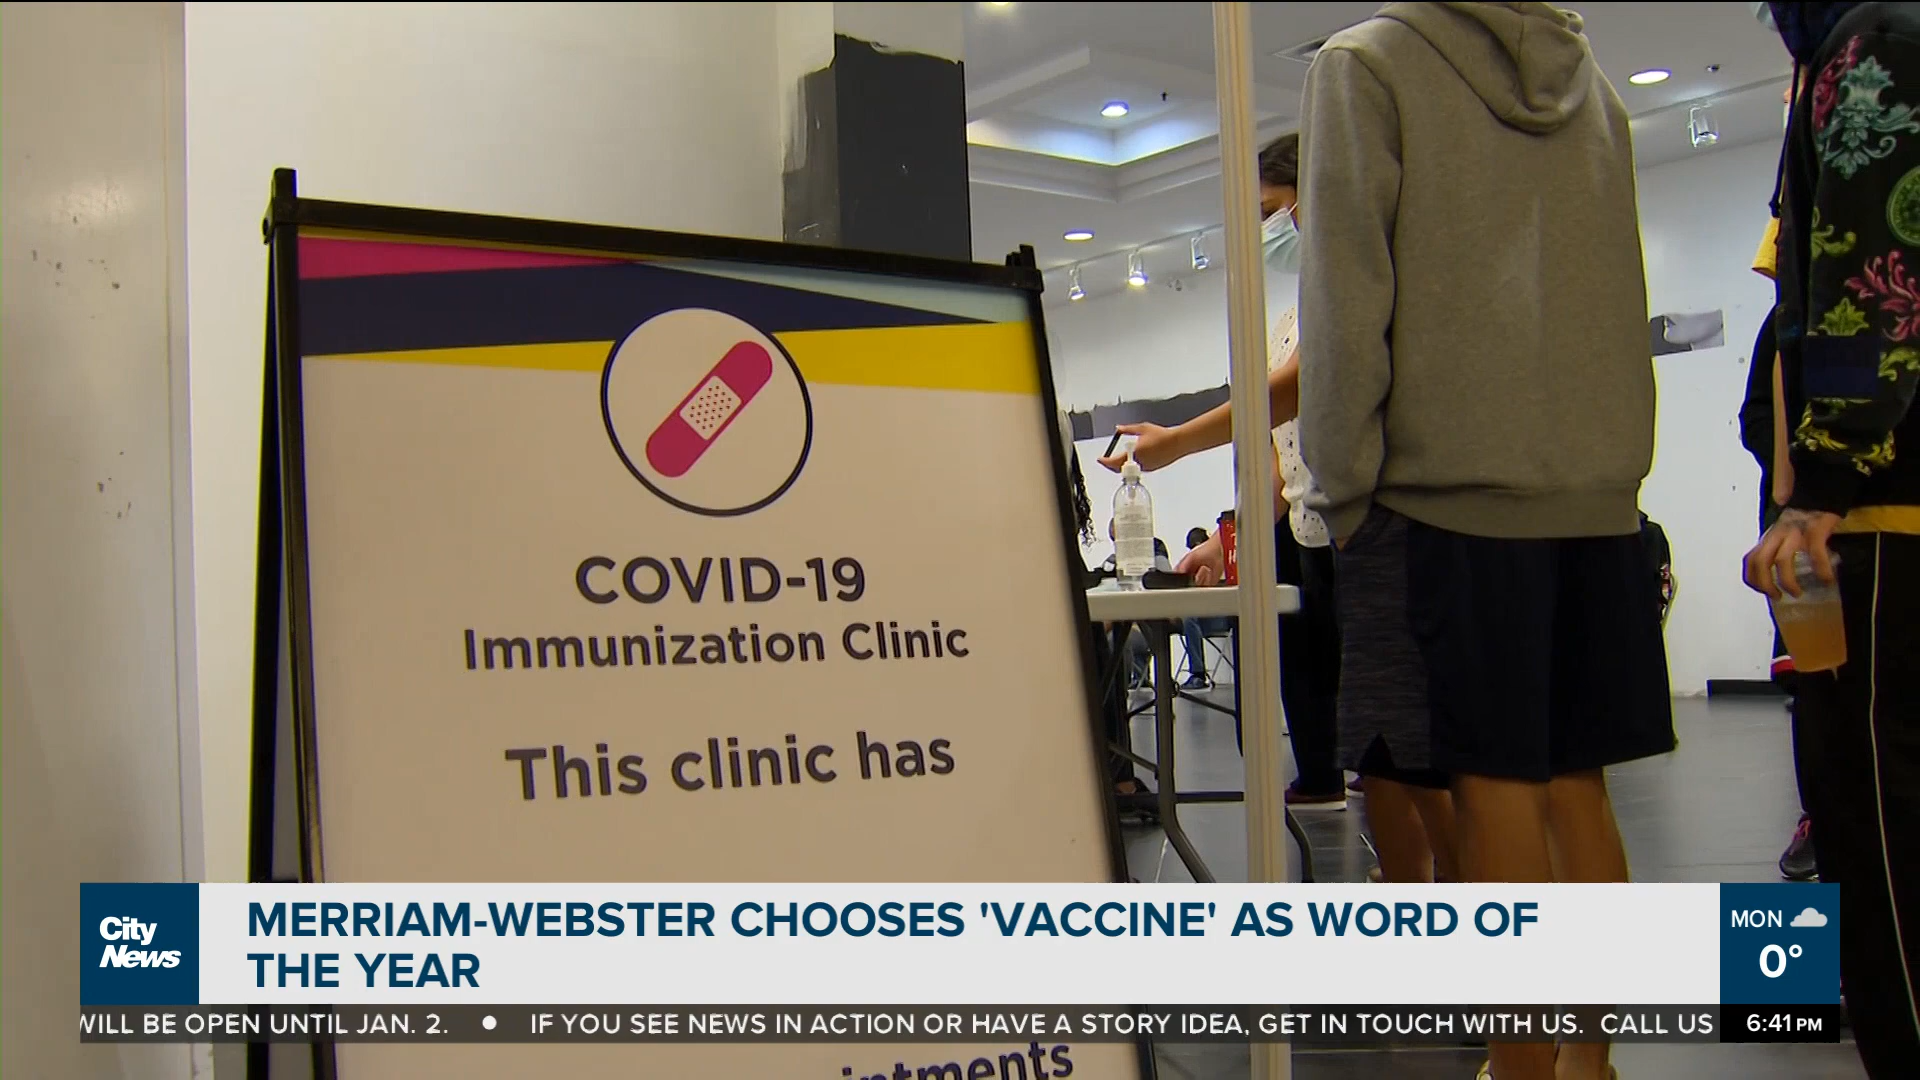 COVID-19
Immunization Clinic
This clinic has
City
News
MERRIAM-WEBSTER CHOOSES 'VACCINE' AS WORD OF
THE YEAR
MON
0°
WILL BE OPEN UNTIL JAN. 2. • IF YOU SEE NEWS IN ACTION OR HAVE A STORY IDEA, GET IN TOUCH WITH US. CALL US
6:41 PM